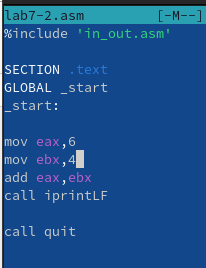 lab7-2.asm [-M--]
%include 'in_out.asm'
SECTION .text
GLOBAL _start
_start:
mov eax,6
mov ebx,4
add eax,ebx
call iprintLF
call quit